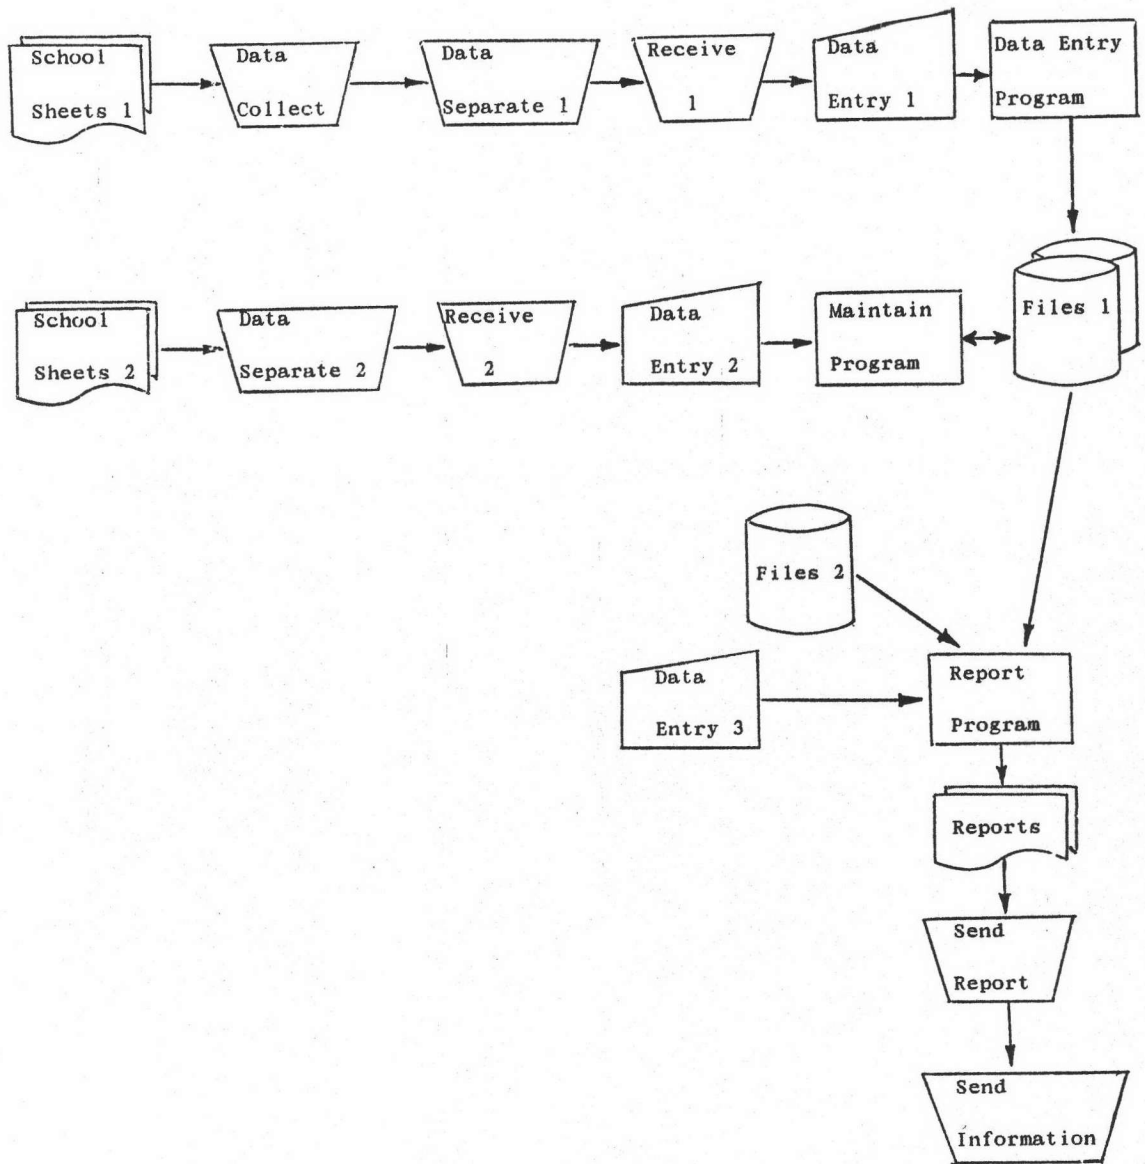 School
Sheets 1
Data
Collect
Data
Separate 1
Receive
1
Data
Entry 1
Data Entry
Program
School
Sheets 2
Data
Separate 2
Receive
2
Data
Entry 2
Maintain
Program
Files 1
Files 2
Data
Entry 3
Report
Program
Reports
Send
Report
Send
Information